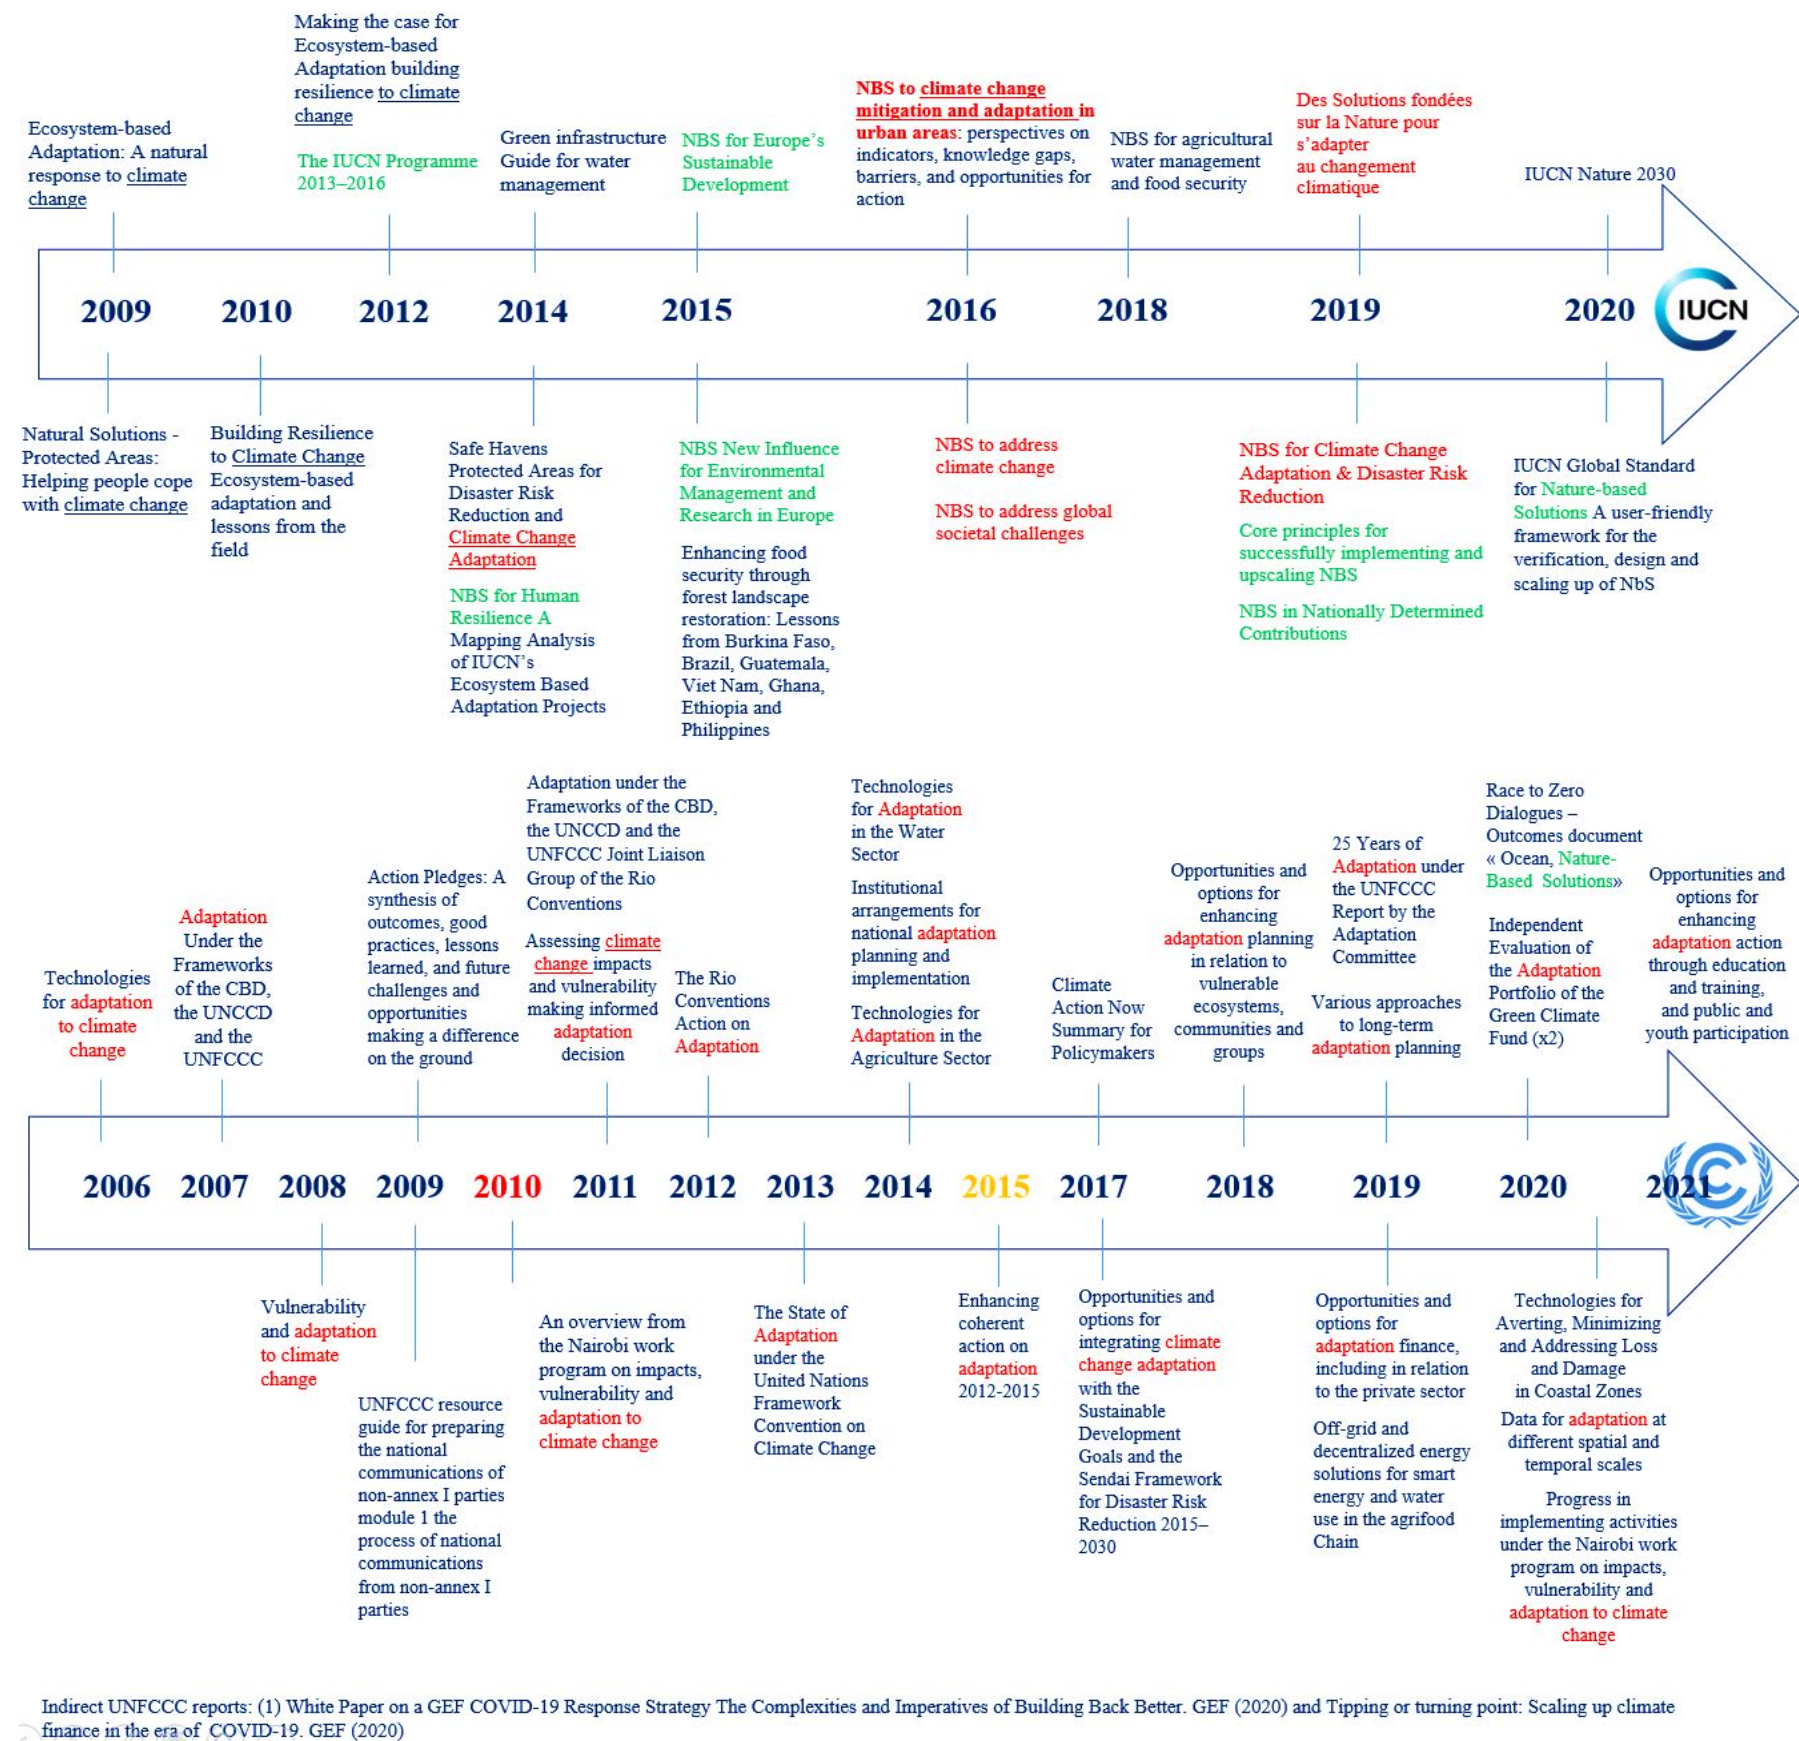 Making the case for
Ecosystem-based
Adaptation building
resilience to climate
change
The IUCN Programme
2013–2016
Ecosystem-based
Adaptation: A natural
response to climate
change
Green infrastructure
Guide for water
management
NBS for Europe’s
Sustainable
Development
NBS to climate change
mitigation and adaptation in
urban areas: perspectives on
indicators, knowledge gaps,
barriers, and opportunities for
action
NBS for agricultural
water management
and food security
Des Solutions fondées
sur la Nature pour
s’adapter
au changement
climatique
IUCN Nature 2030
2009 2010 2012 2014 2015 2016 2018 2019 2020 IUCN
Natural Solutions -
Protected Areas:
Helping people cope
with climate change
Building Resilience
to Climate Change
Ecosystem-based
adaptation and
lessons from the
field
Safe Havens
Protected Areas for
Disaster Risk
Reduction and
Climate Change
Adaptation
NBS for Human
Resilience A
Mapping Analysis
of IUCN’s
Ecosystem Based
Adaptation Projects
NBS New Influence
for Environmental
Management and
Research in Europe
Enhancing food
security through
forest landscape
restoration: Lessons
from Burkina Faso,
Brazil, Guatemala,
Viet Nam, Ghana,
Ethiopia and
Philippines
NBS to address
climate change
NBS to address global
societal challenges
NBS for Climate Change
Adaptation & Disaster Risk
Reduction
Core principles for
successfully implementing and
upscaling NBS
NBS in Nationally Determined
Contributions
IUCN Global Standard
for Nature-based
Solutions A user-friendly
framework for the
verification, design and
scaling up of NbS
Technologies
for adaptation
to climate
change
Adaptation
Under the
Frameworks
of the CBD,
the UNCCD
and the
UNFCCC
Action Pledges: A
synthesis of
outcomes, good
practices, lessons
learned, and future
challenges and
opportunities
making a difference
on the ground
Adaptation under the
Frameworks of the CBD,
the UNCCD and the
UNFCCC Joint Liaison
Group of the Rio
Conventions
Assessing climate
change impacts
and vulnerability
making informed
adaptation
decision
The Rio
Conventions
Action on
Adaptation
Technologies
for Adaptation
in the Water
Sector
Institutional
arrangements for
national adaptation
planning and
implementation
Technologies for
Adaptation in the
Agriculture Sector
Climate
Action Now
Summary for
Policymakers
Opportunities and
options for
enhancing
adaptation planning
in relation to
vulnerable
ecosystems,
communities and
groups
25 Years of
Adaptation under
the UNFCCC
Report by the
Adaptation
Committee
Various approaches
to long-term
adaptation planning
Race to Zero
Dialogues –
Outcomes document
« Ocean, Nature-
Based Solutions»
Independent
Evaluation of
the Adaptation
Portfolio of the
Green Climate
Fund (x2)
Opportunities and
options for
enhancing
adaptation action
through education
and training,
and public and
youth participation
2006 2007 2008 2009 2010 2011 2012 2013 2014 2015 2017 2018 2019 2020 2021
Vulnerability
and adaptation
to climate
change
UNFCCC resource
guide for preparing
the national
communications of
non-annex I parties
module 1 the
process of national
communications
from non-annex I
parties
An overview from
the Nairobi work
program on impacts,
vulnerability and
adaptation to
climate change
The State of
Adaptation
under the
United Nations
Framework
Convention on
Climate Change
Enhancing
coherent
action on
adaptation
2012-2015
Opportunities and
options for
integrating climate
change adaptation
with the
Sustainable
Development
Goals and the
Sendai Framework
for Disaster Risk
Reduction 2015–
2030
Opportunities and
options for
adaptation finance,
including in relation
to the private sector
Off-grid and
decentralized energy
solutions for smart
energy and water
use in the agrifood
Chain
Technologies for
Averting, Minimizing
and Addressing Loss
and Damage
in Coastal Zones
Data for adaptation at
different spatial and
temporal scales
Progress in
implementing activities
under the Nairobi work
program on impacts,
vulnerability and
adaptation to climate
change
Indirect UNFCCC reports: (1) White Paper on a GEF COVID-19 Response Strategy The Complexities and Imperatives of Building Back Better. GEF (2020) and Tipping or turning point: Scaling up climate
finance in the era of COVID-19. GEF (2020)